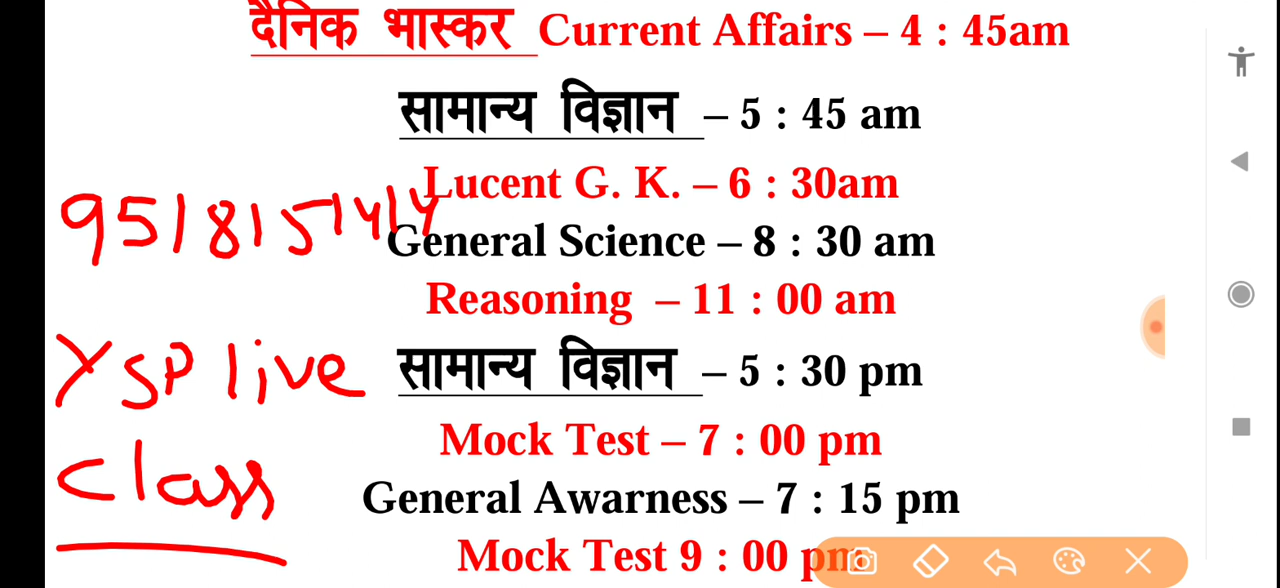 दैनिक भास्कर Current Affairs – 4 : 45am
सामान्य विज्ञान – 5 : 45 am
Lucent G. K. – 6 : 30am
9518151414
General Science – 8 : 30 am
Reasoning – 11 : 00 am
YSP live
सामान्य विज्ञान – 5 : 30 pm
Mock Test – 7 : 00 pm
class
General Awarness – 7 : 15 pm
Mock Test 9 : 00 pm